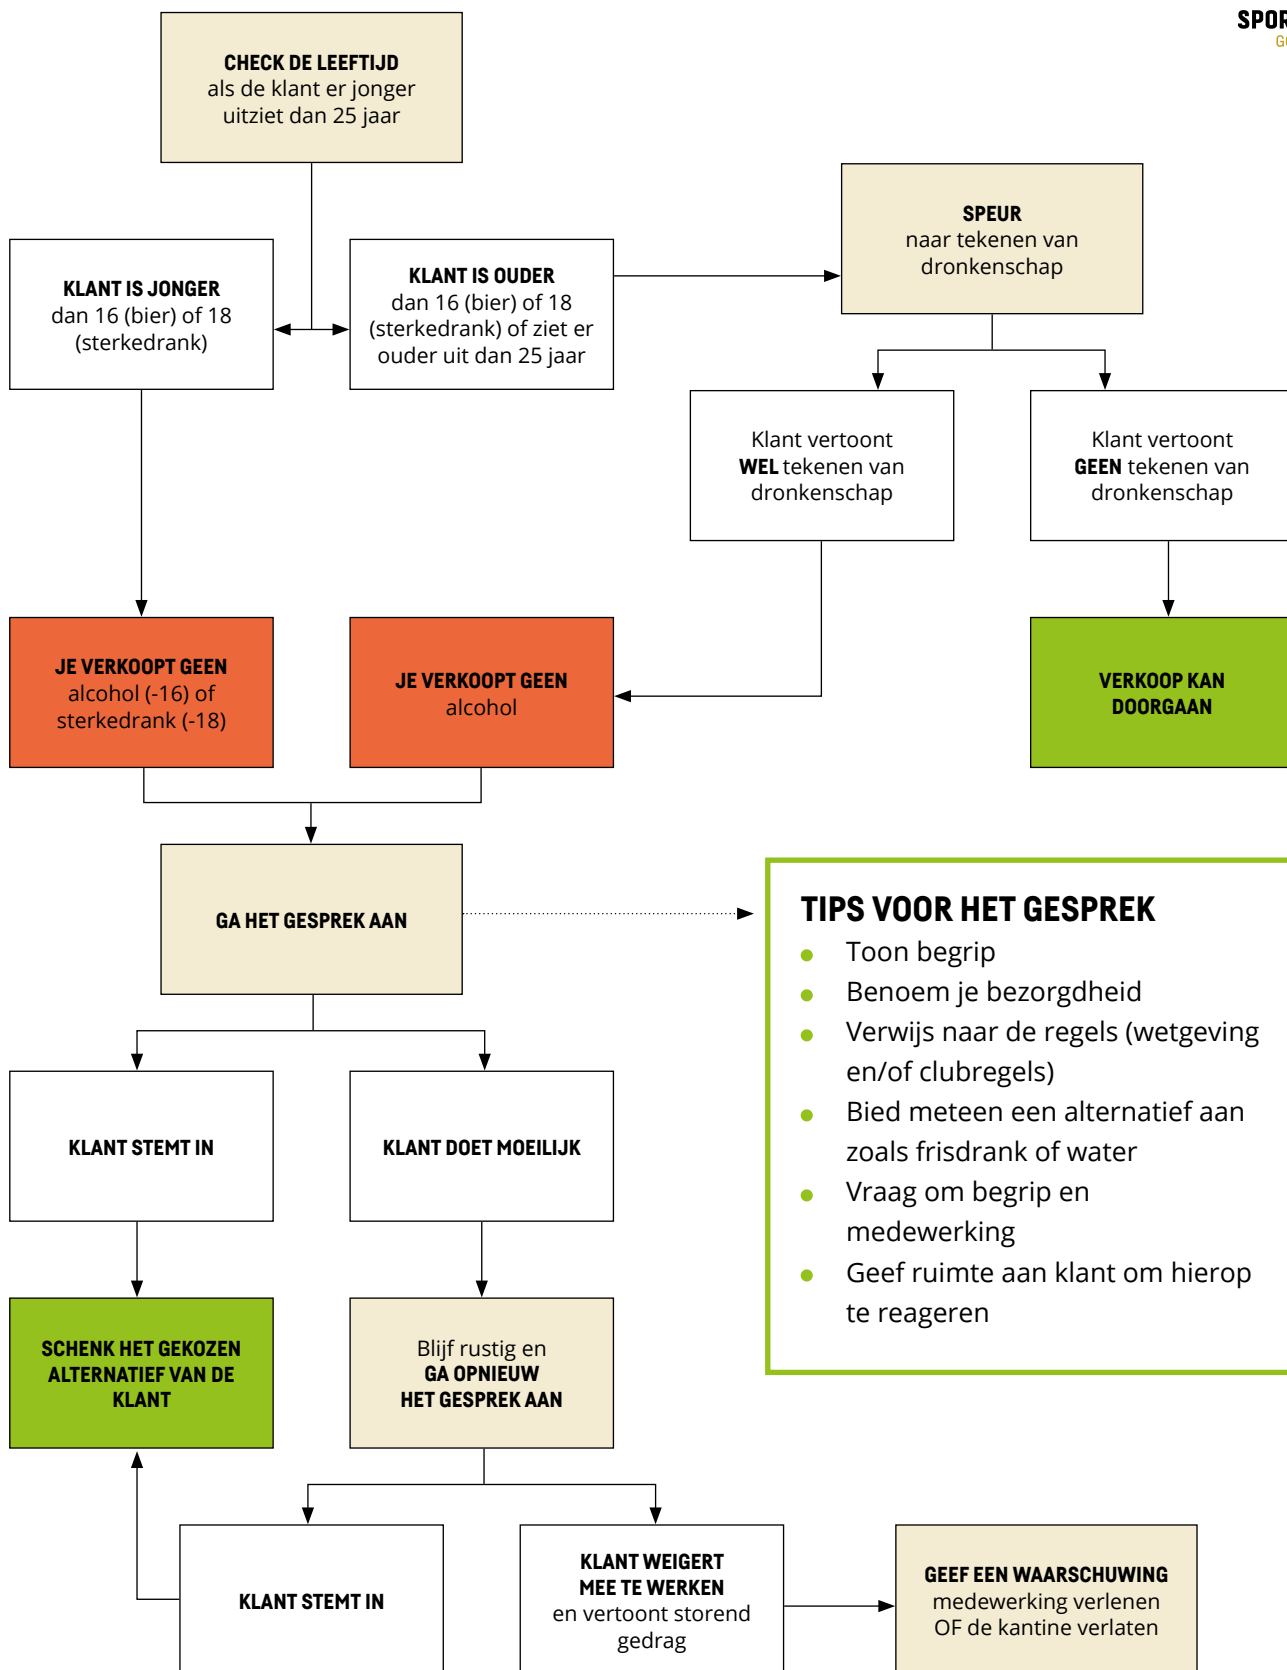 SPOR
CHECK DE LEEFTIJD
als de klant er jonger
uitziet dan 25 jaar
SPEUR
naar tekenen van
dronkenschap
KLANT IS JONGER
dan 16 (bier) of 18
(sterkedrank)
KLANT IS OUDER
dan 16 (bier) of 18
(sterkedrank) of ziet er
ouder uit dan 25 jaar
Klant vertoont
WEL tekenen van
dronkenschap
Klant vertoont
GEEN tekenen van
dronkenschap
JE VERKOOPT GEEN
alcohol (-16) of
sterkedrank (-18)
JE VERKOOPT GEEN
alcohol
VERKOOP KAN
DOORGAAN
GA HET GESPREK AAN
TIPS VOOR HET GESPREK
Toon begrip
Benoem je bezorgdheid
Verwijs naar de regels (wetgeving
en/of clubregels)
Bied meteen een alternatief aan
zoals frisdrank of water
Vraag om begrip en
medewerking
Geef ruimte aan klant om hierop
te reageren
KLANT STEMT IN
KLANT DOET MOEILIJK
SCHENK HET GEKOZEN
ALTERNATIEF VAN DE
KLANT
Blijf rustig en
GA OPNIEUW
HET GESPREK AAN
KLANT STEMT IN
KLANT WEIGERT
MEE TE WERKEN
en vertoont storend
gedrag
GEEF EEN WAARSCHUWING
medewerking verlenen
OF de kantine verlaten